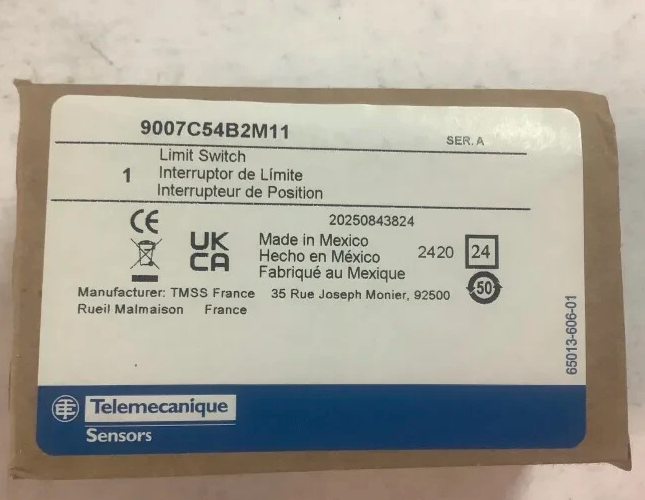 9007C54B2M11
SER. A
Limit Switch
1 Interruptor de Límite
Interrupteur de Position
20250843824
CE
UK
CA
Made in Mexico
Hecho en México
Fabriqué au Mexique
2420 24
50
Manufacturer: TMSS France 35 Rue Joseph Monier, 92500
Rueil Malmaison France
65013-606-01
Telemecanique
Sensors